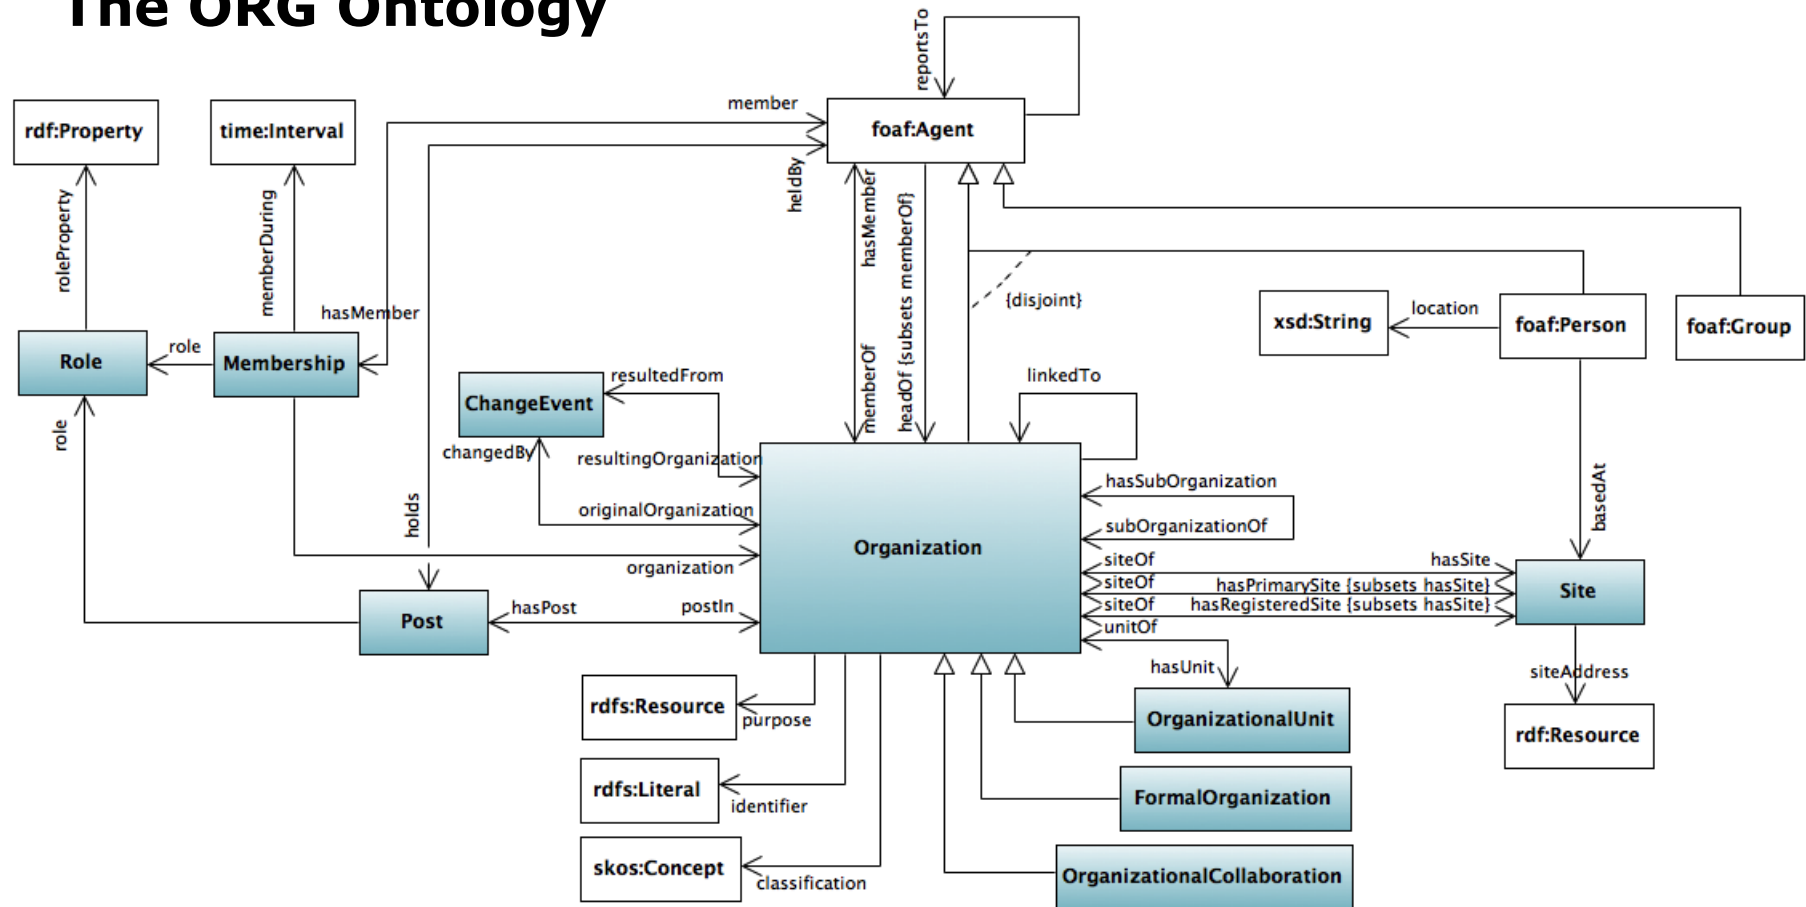 The ORG Ontology
reportsTo
member
rdf:Property
time:Interval
foaf:Agent
heldBy
hasMember
roleProperty
memberDuring
headOf {subsets memberOf}
{disjoint}
hasMember
xsd:String
location
foaf:Person
foaf:Group
Role
role
Membership
memberOf
linkedTo
resultedFrom
ChangeEvent
role
changedBy
resultingOrganization
holds
originalOrganization
hasSubOrganization
basedAt
subOrganizationOf
Organization
organization
siteOf
hasSite
siteOf
hasPrimarySite {subsets hasSite}
siteOf
hasRegisteredSite {subsets hasSite}
Site
unitOf
Post
hasPost
postIn
hasUnit
siteAddress
rdfs:Resource
purpose
OrganizationalUnit
rdf:Resource
rdfs:Literal
identifier
FormalOrganization
skos:Concept
classification
OrganizationalCollaboration